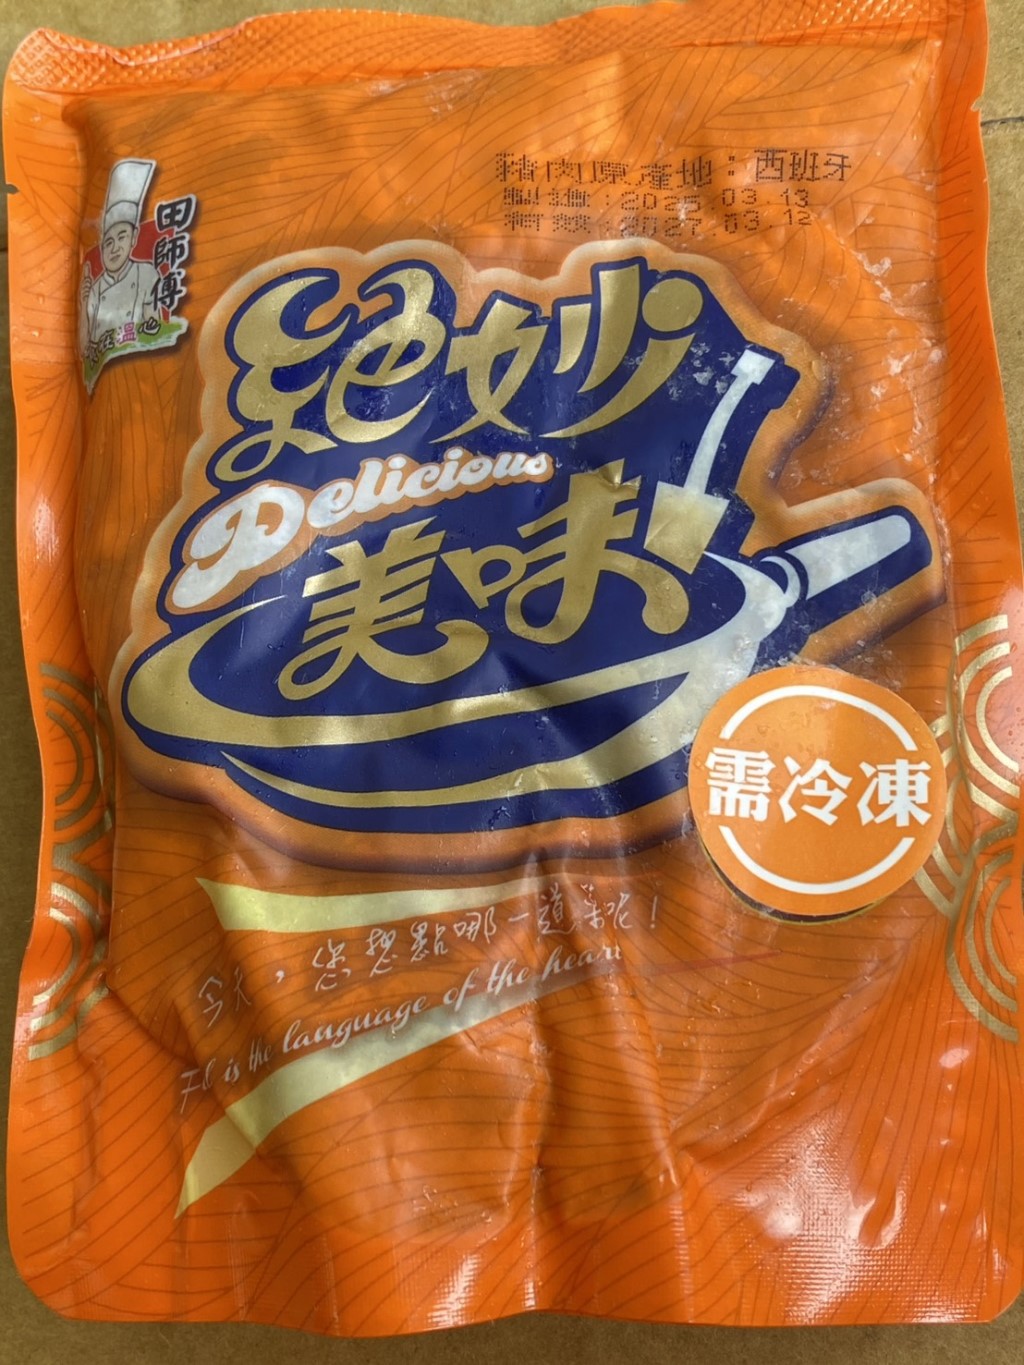 豬肉原產地：西班牙
製造：2025.03.13
有效：2027.03.12
田師傅
溫心
絕妙
Delicious
美味
需冷凍
今天，您想點哪一道菜呢！
is the language of the heart